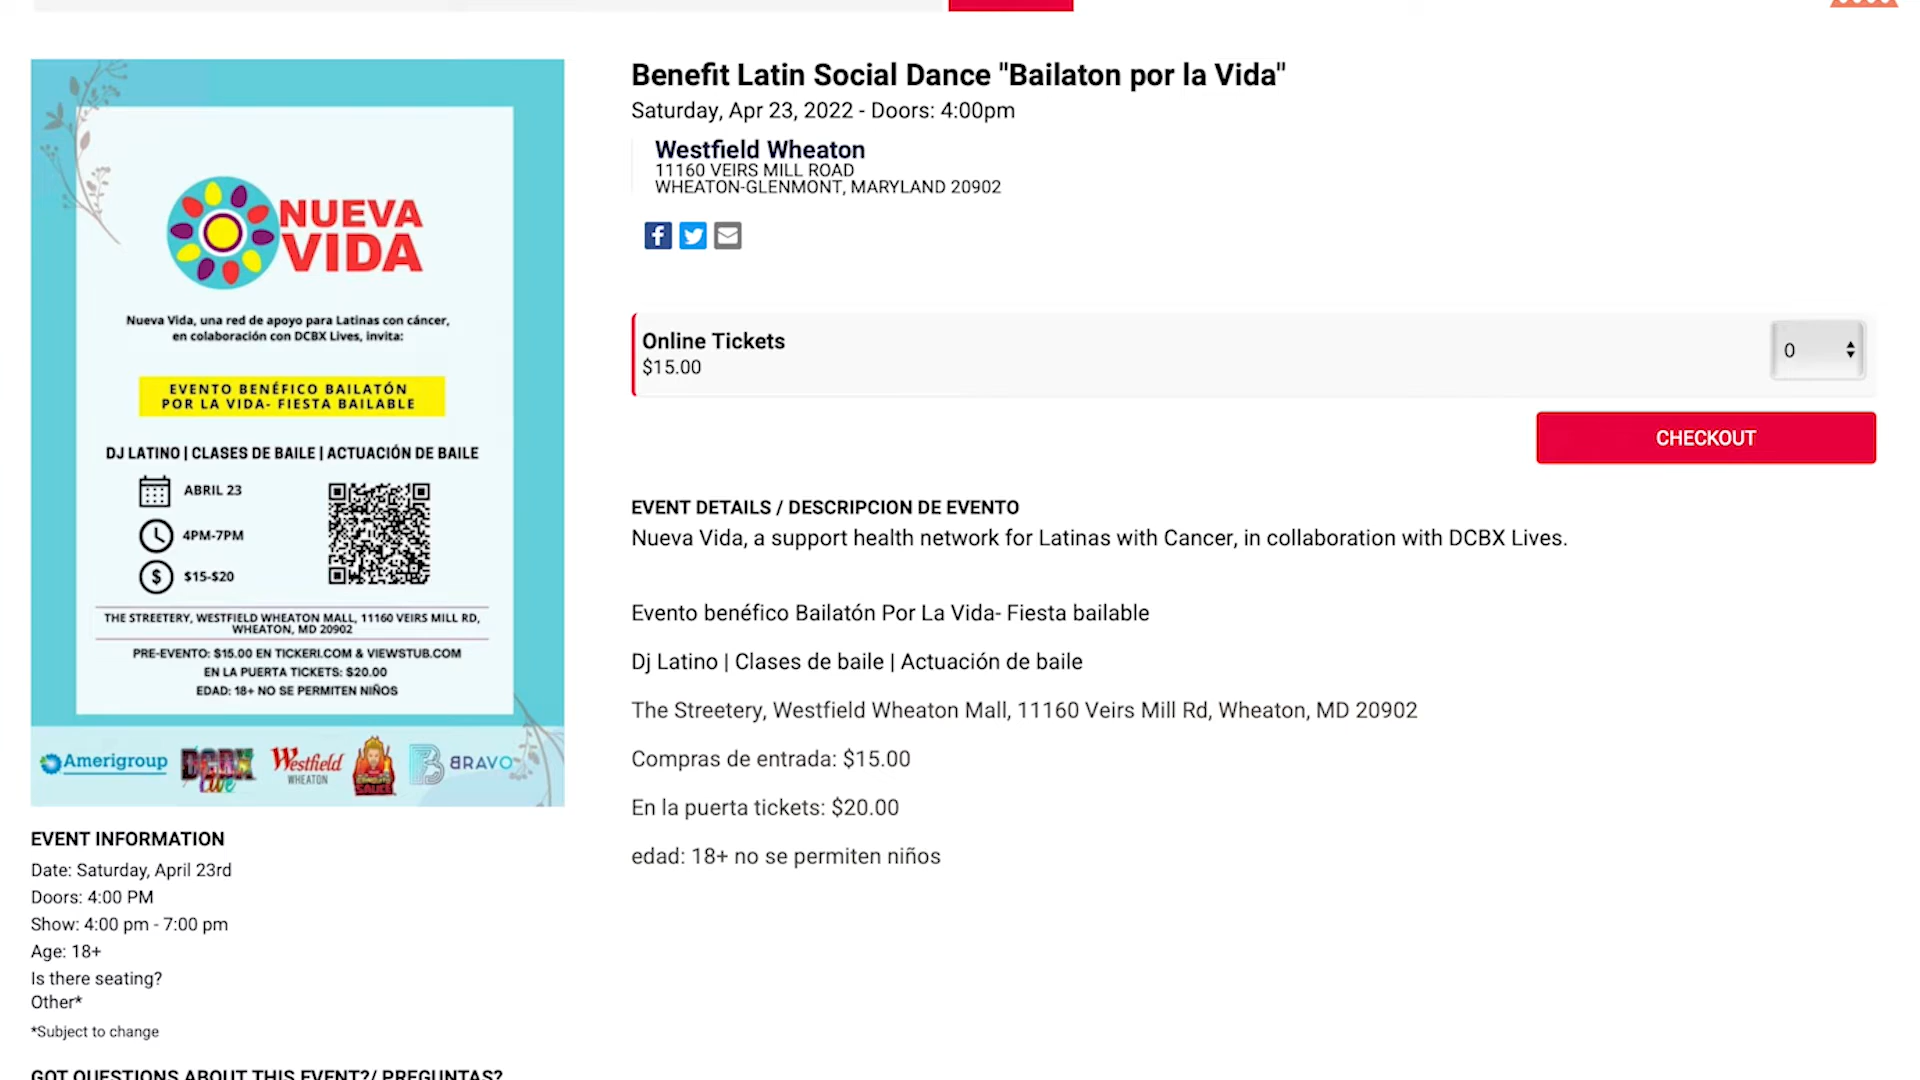 NUEVA
VIDA
Nueva Vida, una red de apoyo para Latinas con cáncer,
en colaboración con DCBX Lives, invita:
EVENTO BENÉFICO BAILATÓN
POR LA VIDA- FIESTA BAILABLE
DJ LATINO | CLASES DE BAILE | ACTUACIÓN DE BAILE
ABRIL 23
4PM-7PM
$ $15-$20
THE STREETERY, WESTFIELD WHEATON MALL, 11160 VEIRS MILL RD,
WHEATON, MD 20902
PRE-EVENTO: $15.00 EN TICKERI.COM & VIEWSTUB.COM
EN LA PUERTA TICKETS: $20.00
EDAD: 18+ NO SE PERMITEN NIÑOS
Amerigroup
DCBX
Live
Westfield
WHEATON
SAUCE
BRAVO
EVENT INFORMATION
Date: Saturday, April 23rd
Doors: 4:00 PM
Show: 4:00 pm - 7:00 pm
Age: 18+
Is there seating?
Other*
*Subject to change
GOT QUESTIONS ABOUT THIS EVENT?/ PREGUNTAS?
Benefit Latin Social Dance "Bailaton por la Vida"
Saturday, Apr 23, 2022 - Doors: 4:00pm
Westfield Wheaton
11160 VEIRS MILL ROAD
WHEATON-GLENMONT, MARYLAND 20902
Online Tickets
$15.00
0
CHECKOUT
EVENT DETAILS / DESCRIPCION DE EVENTO
Nueva Vida, a support health network for Latinas with Cancer, in collaboration with DCBX Lives.
Evento benéfico Bailatón Por La Vida- Fiesta bailable
Dj Latino | Clases de baile | Actuación de baile
The Streetery, Westfield Wheaton Mall, 11160 Veirs Mill Rd, Wheaton, MD 20902
Compras de entrada: $15.00
En la puerta tickets: $20.00
edad: 18+ no se permiten niños